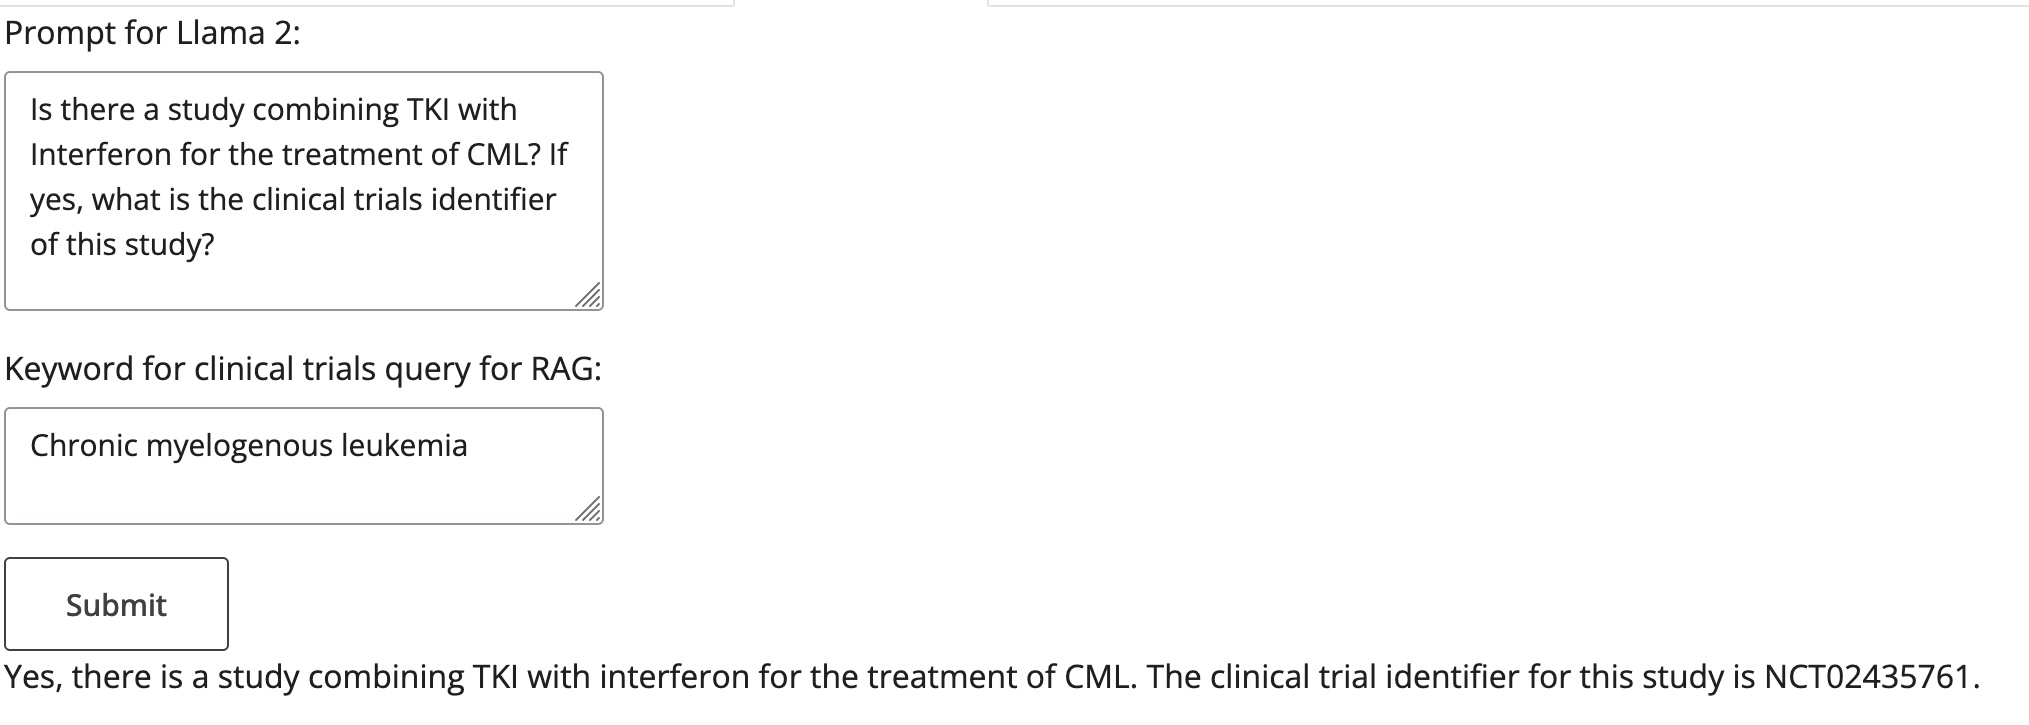 Prompt for Llama 2:
Is there a study combining TKI with
Interferon for the treatment of CML? If
yes, what is the clinical trials identifier
of this study?
Keyword for clinical trials query for RAG:
Chronic myelogenous leukemia
Submit
Yes, there is a study combining TKI with interferon for the treatment of CML. The clinical trial identifier for this study is NCT02435761.